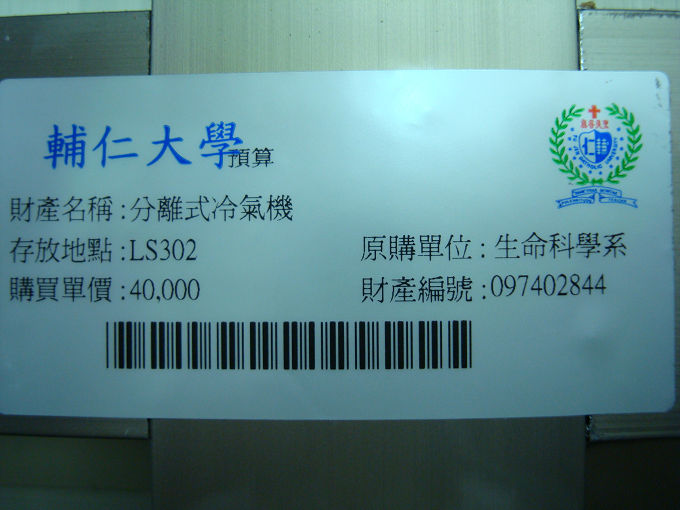 輔仁大學預算
財產名稱:分離式冷氣機
存放地點:LS302 原購單位:生命科學系
購買單價:40,000 財產編號:097402844